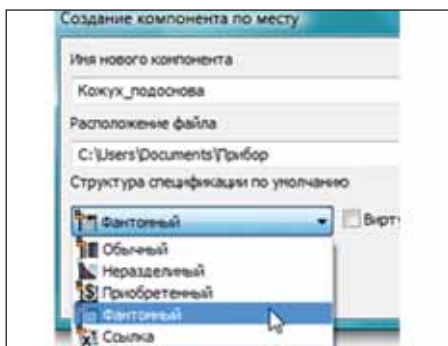 Создание компонента по месту
Имя нового компонента
Кожух_подоснова
Расположение файла
C:\Users\Documents\Прибор
Структура спецификации по умолчанию
Фантомный
Вирту
Обычный
Неразделимый
Приобретенный
Фантомный
Ссылка